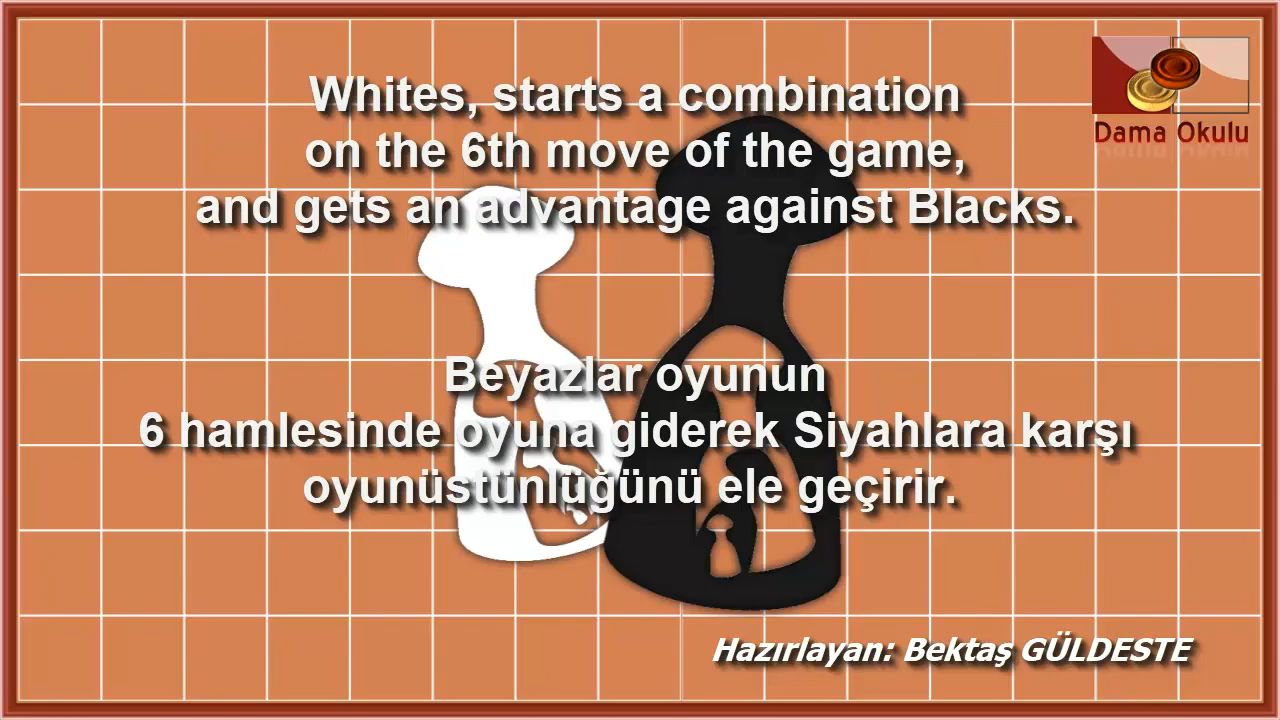 Dama Okulu
Whites, starts a combination
on the 6th move of the game,
and gets an advantage against Blacks.
Beyazlar oyunun
6 hamlesinde oyuna giderek Siyahlara karşı
oyunüstünlüğünü ele geçirir.
Hazırlayan: Bektaş GÜLDESTE